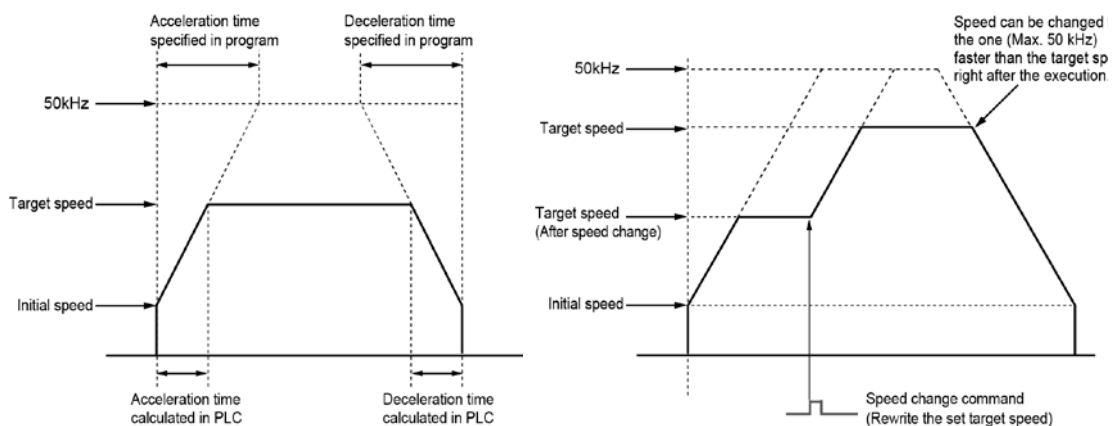 Acceleration time
specified in program
Deceleration time
specified in program
50kHz
Target speed
Initial speed
Acceleration time
calculated in PLC
Deceleration time
calculated in PLC
Speed can be changed
the one (Max. 50 kHz)
faster than the target
right after the execution.
50kHz
Target speed
Target speed
(After speed change)
Initial speed
Speed change command
(Rewrite the set target speed)